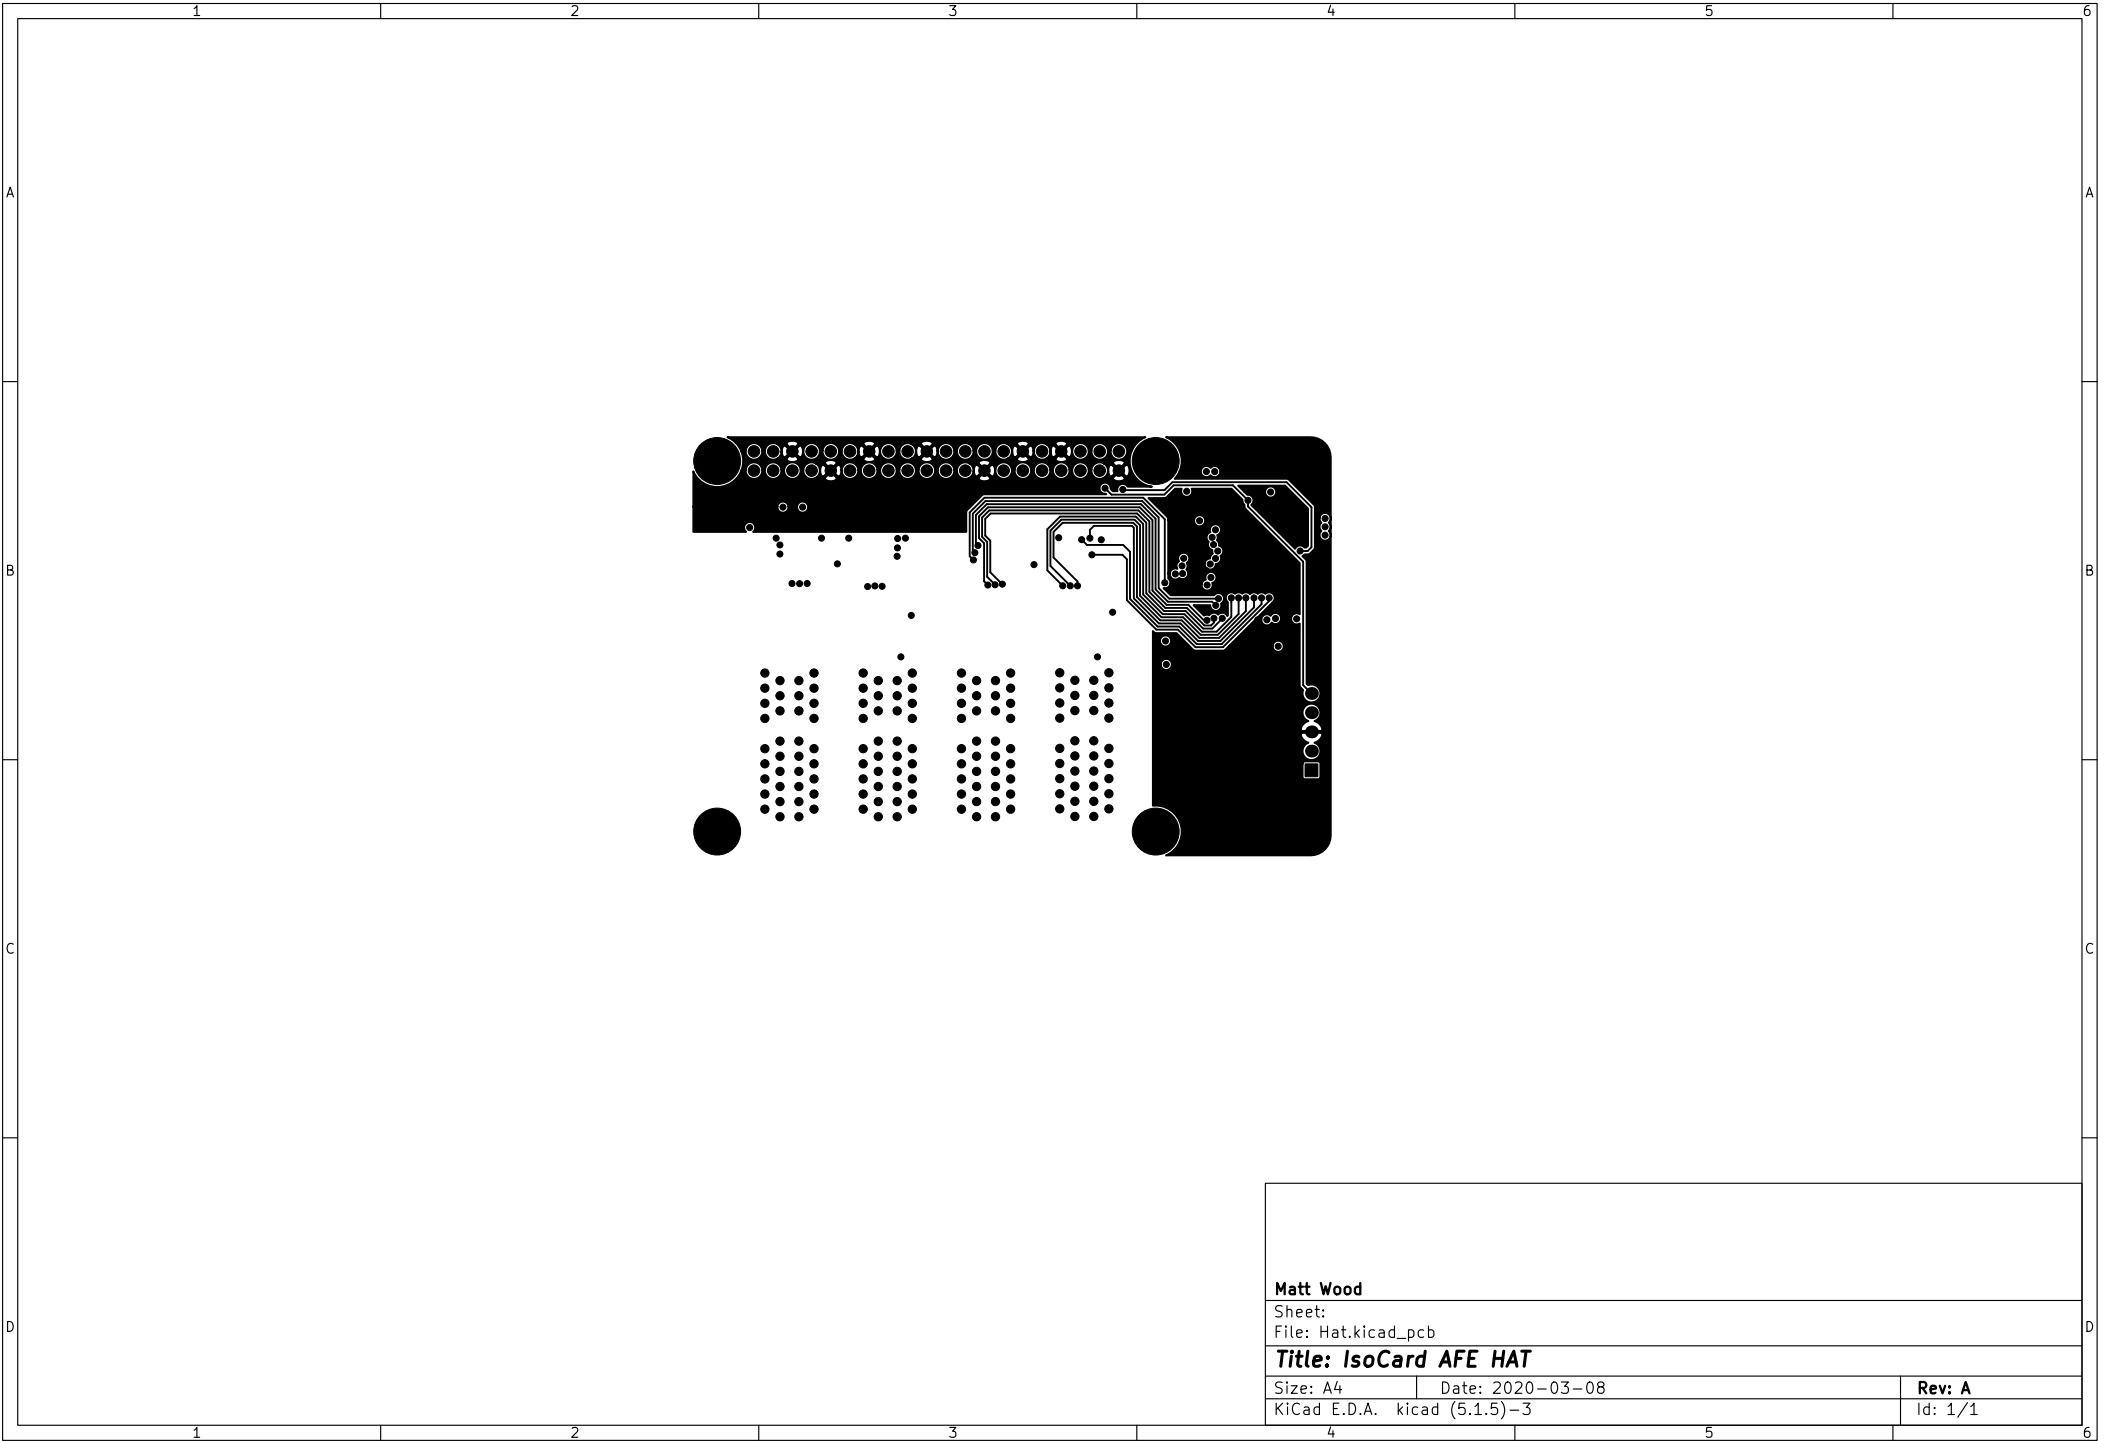 1 2 3 4 5 6
A A
B B
C C
D D
Matt Wood
Sheet:
File: Hat.kicad_pcb
Title: IsoCard AFE HAT
Size: A4 Date: 2020-03-08 Rev: A
KiCad E.D.A. kicad (5.1.5)-3 Id: 1/1
1 2 3 4 5 6